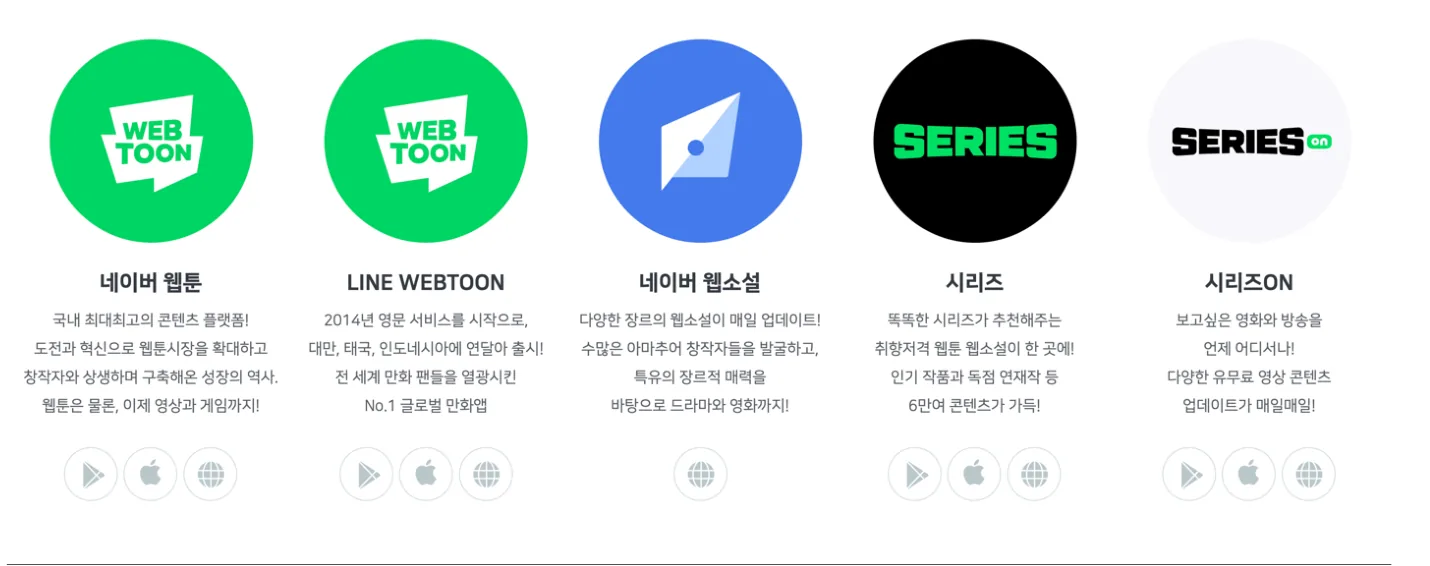 WEB
TOON
네이버 웹툰
국내 최대최고의 콘텐츠 플랫폼!
도전과 혁신으로 웹툰시장을 확대하고
창작자와 상생하며 구축해온 성장의 역사.
웹툰은 물론, 이제 영상과 게임까지!
WEB
TOON
LINE WEBTOON
2014년 영문 서비스를 시작으로,
대만, 태국, 인도네시아에 연달아 출시!
전 세계 만화 팬들을 열광시킨
No.1 글로벌 만화앱
네이버 웹소설
다양한 장르의 웹소설이 매일 업데이트!
수많은 아마추어 창작자들을 발굴하고,
특유의 장르적 매력을
바탕으로 드라마와 영화까지!
SERIES
시리즈
똑똑한 시리즈가 추천해주는
취향저격 웹툰 웹소설이 한 곳에!
인기 작품과 독점 연재작 등
6만여 콘텐츠가 가득!
SERIES on
시리즈ON
보고싶은 영화와 방송을
언제 어디서나!
다양한 유무료 영상 콘텐츠
업데이트가 매일매일!